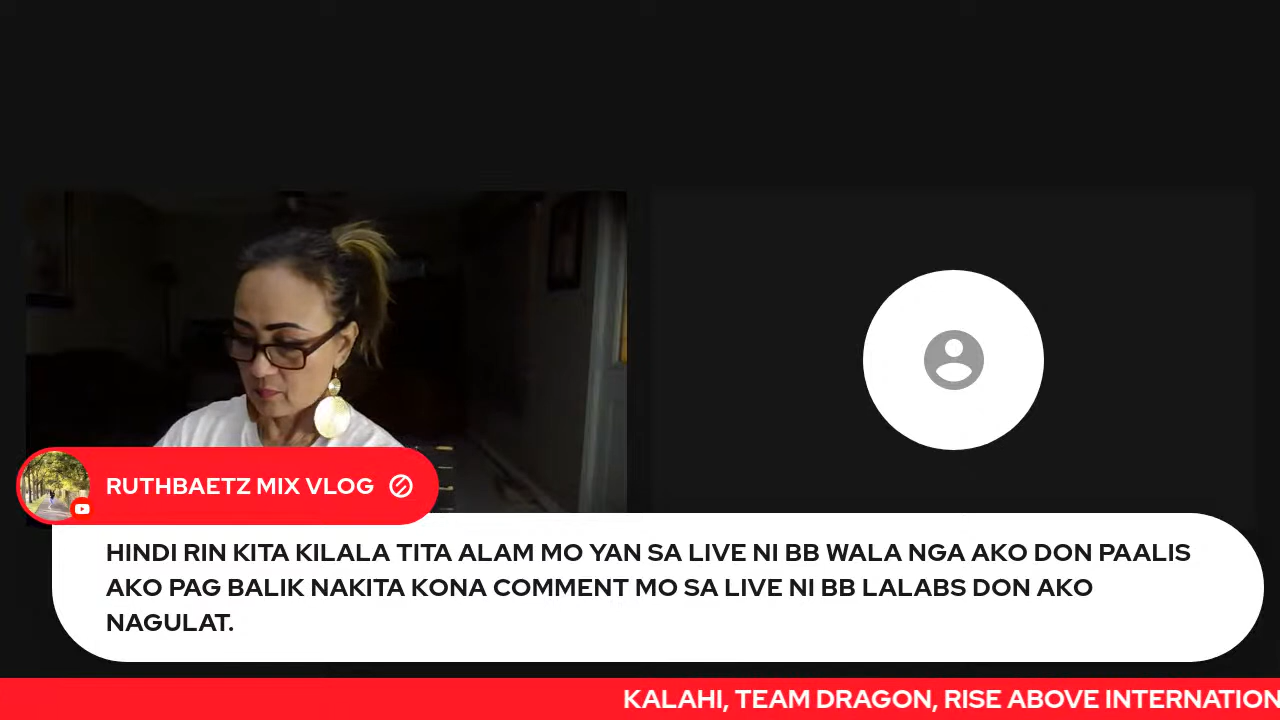 RUTHBAETZ MIX VLOG
HINDI RIN KITA KILALA TITA ALAM MO YAN SA LIVE NI BB WALA NGA AKO DON PAALIS
AKO PAG BALIK NAKITA KONA COMMENT MO SA LIVE NI BB LALABS DON AKO
NAGULAT.
KALAHI, TEAM DRAGON, RISE ABOVE INTERNATION